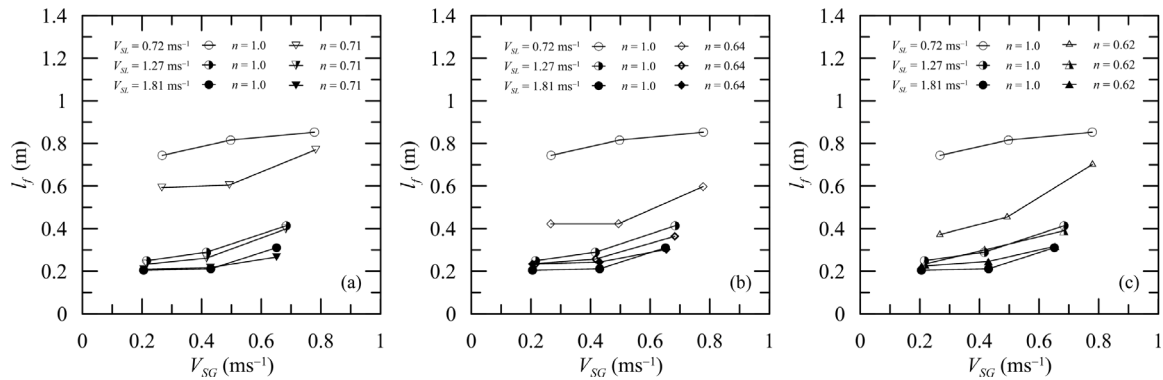 1.4
1.2
1
0.8
0.6
0.4
0.2
0
l_f (m)
V_SL = 0.72 ms⁻¹ n = 1.0 n = 0.71
V_SL = 1.27 ms⁻¹ n = 1.0 n = 0.71
V_SL = 1.81 ms⁻¹ n = 1.0 n = 0.71
(a)
0 0.2 0.4 0.6 0.8 1
V_SG (ms⁻¹)
1.4
1.2
1
0.8
0.6
0.4
0.2
0
l_f (m)
V_SL = 0.72 ms⁻¹ n = 1.0 n = 0.64
V_SL = 1.27 ms⁻¹ n = 1.0 n = 0.64
V_SL = 1.81 ms⁻¹ n = 1.0 n = 0.64
(b)
0 0.2 0.4 0.6 0.8 1
V_SG (ms⁻¹)
1.4
1.2
1
0.8
0.6
0.4
0.2
0
l_f (m)
V_SL = 0.72 ms⁻¹ n = 1.0 n = 0.62
V_SL = 1.27 ms⁻¹ n = 1.0 n = 0.62
V_SL = 1.81 ms⁻¹ n = 1.0 n = 0.62
(c)
0 0.2 0.4 0.6 0.8 1
V_SG (ms⁻¹)